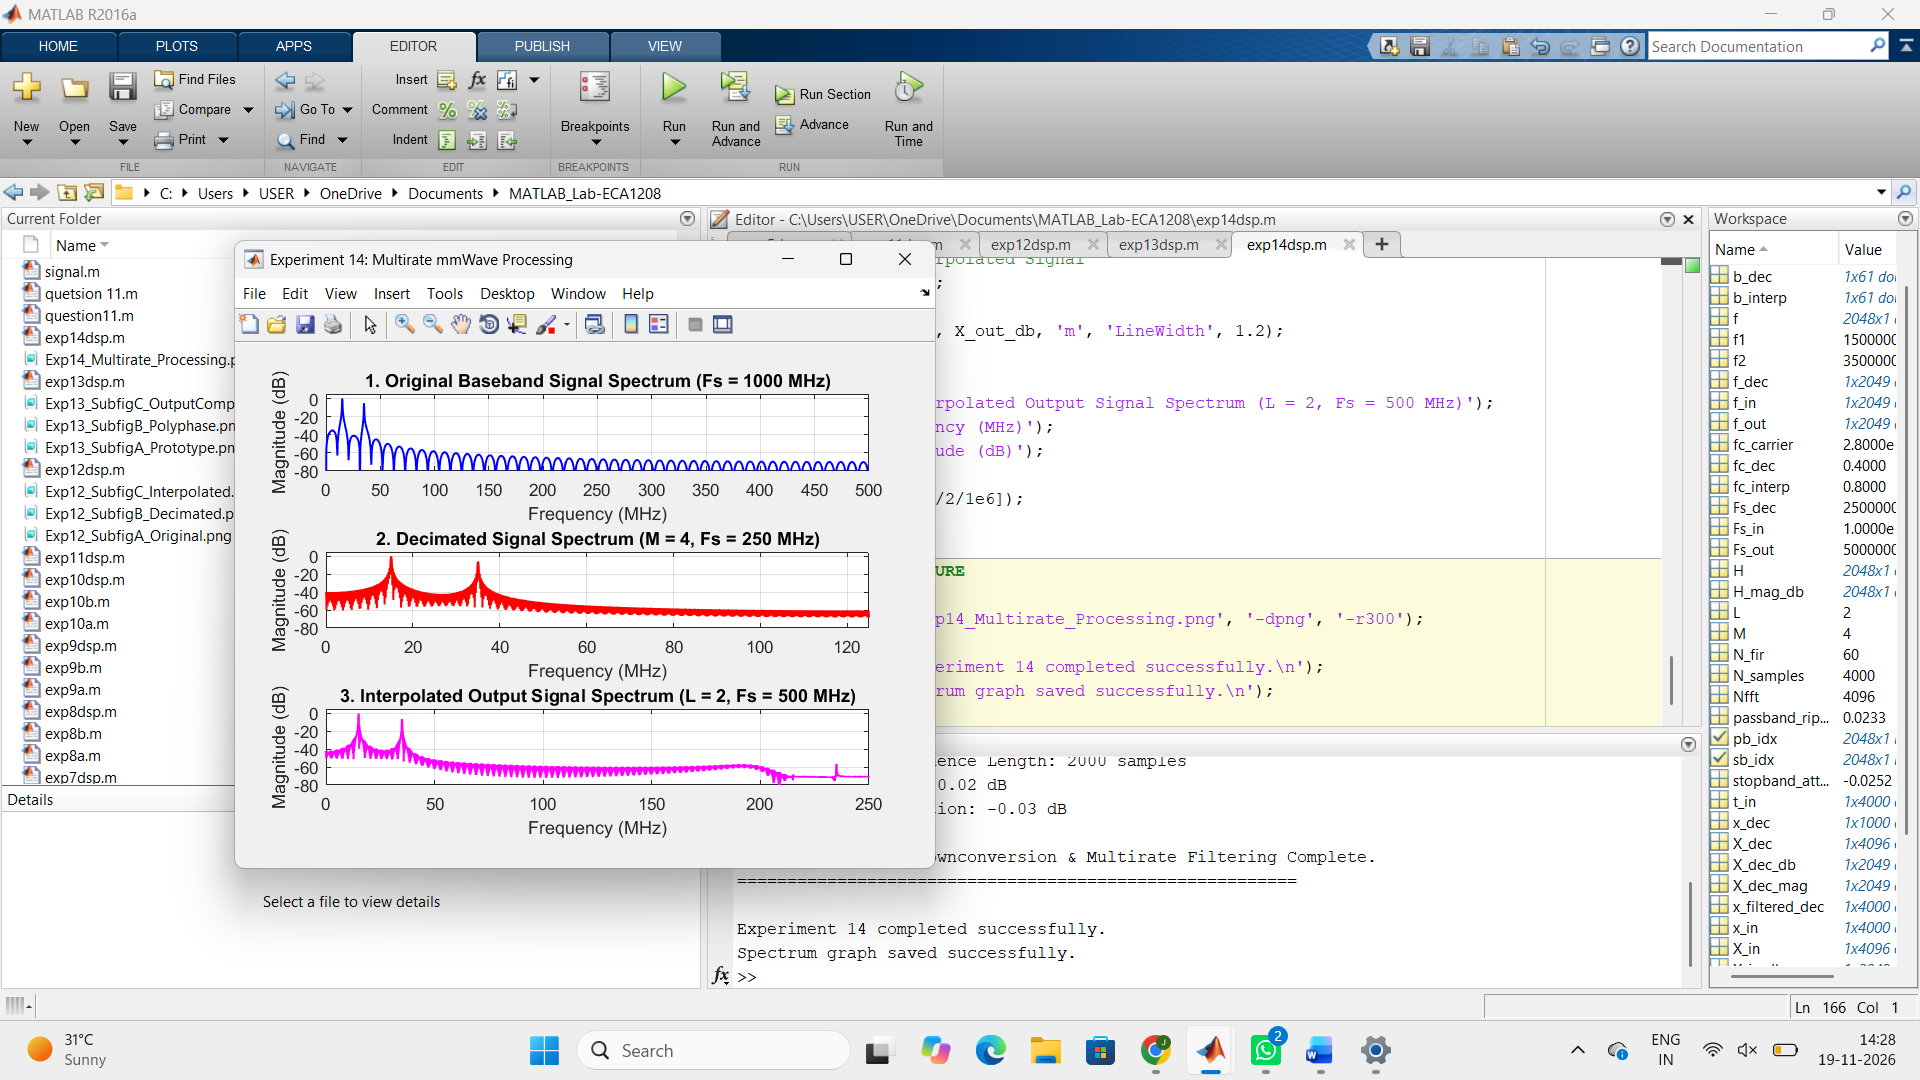 MATLAB R2016a
HOME PLOTS APPS EDITOR PUBLISH VIEW
Search Documentation
New Open Save
Find Files
Compare
Print
Go To
Find
Insert
Comment
Indent
Breakpoints
Run
Run and Advance
Run Section
Advance
Run and Time
FILE NAVIGATE EDIT BREAKPOINTS RUN
C: Users USER OneDrive Documents MATLAB_Lab-ECA1208
Current Folder
Name
signal.m
quetsion 11.m
question11.m
exp14dsp.m
Exp14_Multirate_Processing.p
exp13dsp.m
Exp13_SubfigC_OutputComp
Exp13_SubfigB_Polyphase.pn
Exp13_SubfigA_Prototype.pn
exp12dsp.m
Exp12_SubfigC_Interpolated.
Exp12_SubfigB_Decimated.p
Exp12_SubfigA_Original.png
exp11dsp.m
exp10dsp.m
exp10b.m
exp10a.m
exp9dsp.m
exp9b.m
exp9a.m
exp8dsp.m
exp8b.m
exp8a.m
exp7dsp.m
Details
Select a file to view details
Experiment 14: Multirate mmWave Processing
File Edit View Insert Tools Desktop Window Help
1. Original Baseband Signal Spectrum (Fs = 1000 MHz)
Magnitude (dB)
0
-20
-40
-60
-80
0 50 100 150 200 250 300 350 400 450 500
Frequency (MHz)
2. Decimated Signal Spectrum (M = 4, Fs = 250 MHz)
Magnitude (dB)
0
-20
-40
-60
-80
0 20 40 60 80 100 120
Frequency (MHz)
3. Interpolated Output Signal Spectrum (L = 2, Fs = 500 MHz)
Magnitude (dB)
0
-20
-40
-60
-80
0 50 100 150 200 250
Frequency (MHz)
Editor - C:\Users\USER\OneDrive\Documents\MATLAB_Lab-ECA1208\exp14dsp.m
exp12dsp.m exp13dsp.m exp14dsp.m
rpolated Signal
;
, X_out_db, 'm', 'LineWidth', 1.2);
rpolated Output Signal Spectrum (L = 2, Fs = 500 MHz)');
ncy (MHz)');
ude (dB)');
/2/1e6]);
URE
p14_Multirate_Processing.png', '-dpng', '-r300');
eriment 14 completed successfully.\n');
rum graph saved successfully.\n');
ence Length: 2000 samples
0.02 dB
ion: -0.03 dB
wnconversion & Multirate Filtering Complete.
========================================================
Experiment 14 completed successfully.
Spectrum graph saved successfully.
fx >>
Workspace
Name Value
b_dec 1x61 dou
b_interp 1x61 dou
f 2048x1
f1 1500000
f2 3500000
f_dec 1x2049
f_in 1x2049
f_out 1x2049
fc_carrier 2.8000e
fc_dec 0.4000
fc_interp 0.8000
Fs_dec 2500000
Fs_in 1.0000e
Fs_out 5000000
H 2048x1
H_mag_db 2048x1
L 2
M 4
N_fir 60
N_samples 4000
Nfft 4096
passband_rip... 0.0233
pb_idx 2048x1
sb_idx 2048x1
stopband_att... -0.0252
t_in 1x4000
x_dec 1x1000
X_dec 1x4096
X_dec_db 1x2049
X_dec_mag 1x2049
x_filtered_dec 1x4000
x_in 1x4000
X_in 1x4096
Ln 166 Col 1
31°C
Sunny
Search
2
ENG
IN
14:28
19-11-2026